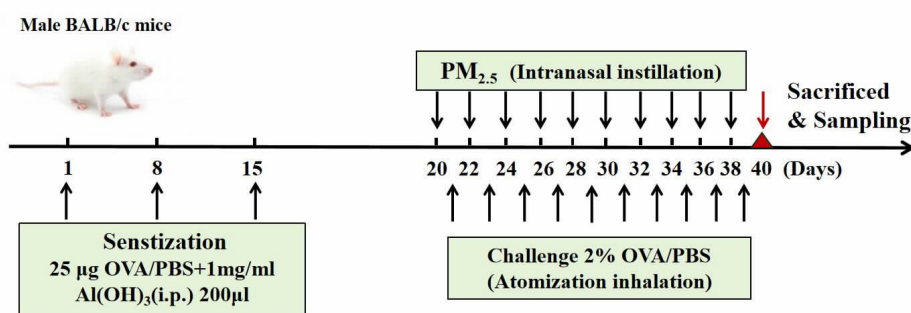 Male BALB/c mice
PM2.5 (Intranasal instillation)
Sacrificed
& Sampling
1 8 15 20 22 24 26 28 30 32 34 36 38 40 (Days)
Senstization
25 μg OVA/PBS+1mg/ml
Al(OH)3(i.p.) 200μl
Challenge 2% OVA/PBS
(Atomization inhalation)